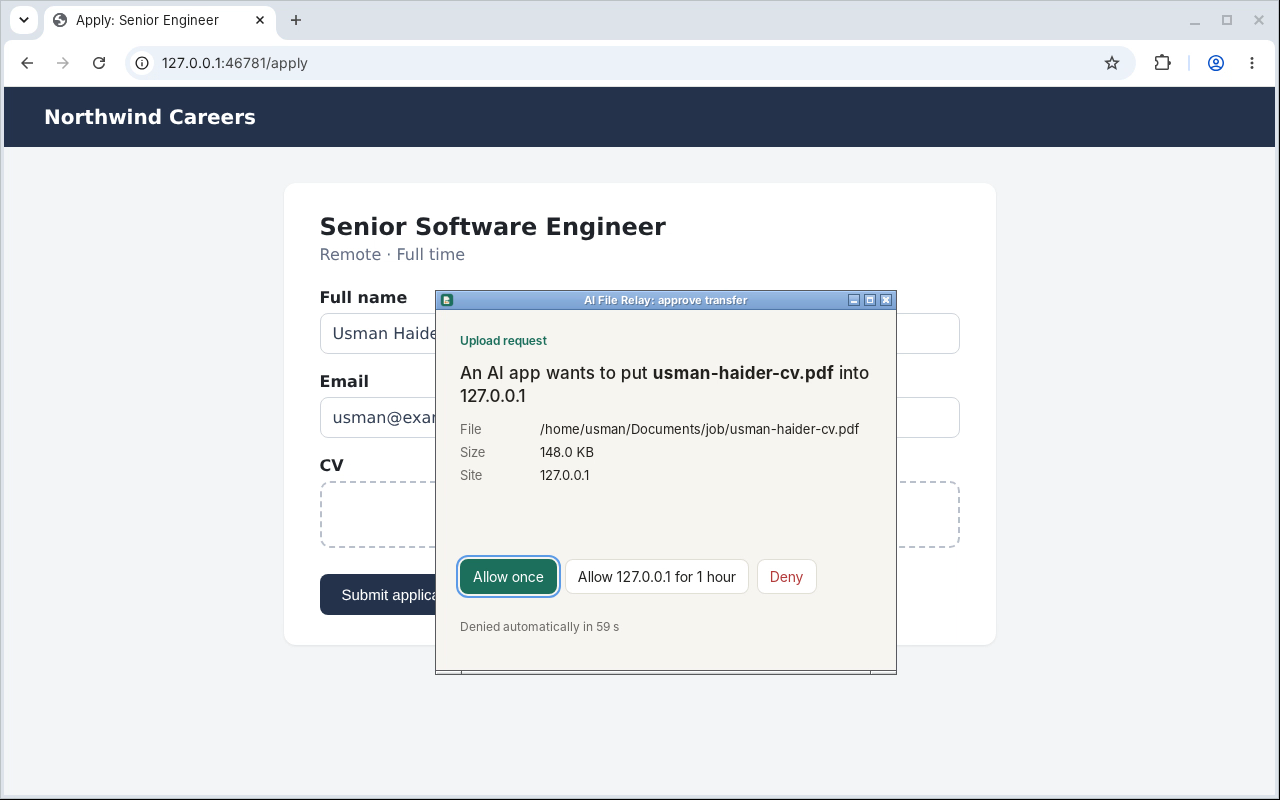 Apply: Senior Engineer
127.0.0.1:46781/apply
Northwind Careers
Senior Software Engineer
Remote · Full time
Full name
Usman Haide
Email
usman@exa
CV
Submit applica
AI File Relay: approve transfer
Upload request
An AI app wants to put usman-haider-cv.pdf into
127.0.0.1
File /home/usman/Documents/job/usman-haider-cv.pdf
Size 148.0 KB
Site 127.0.0.1
Allow once
Allow 127.0.0.1 for 1 hour
Deny
Denied automatically in 59 s